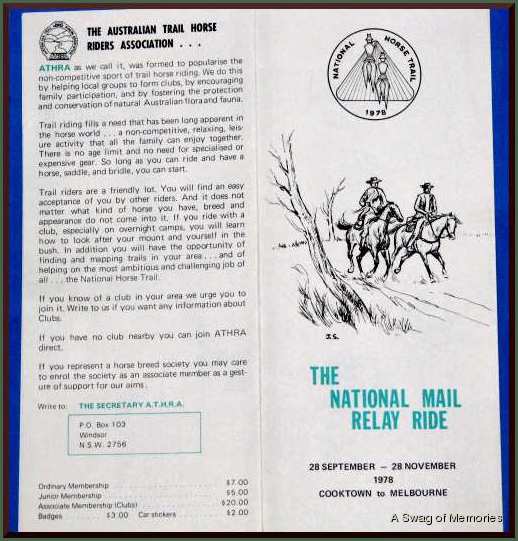 THE AUSTRALIAN TRAIL HORSE
RIDERS ASSOCIATION . . .
ATHRA as we call it, was formed to popularise the
non-competitive sport of trail horse riding. We do this
by helping local groups to form clubs, by encouraging
family participation, and by fostering the protection
and conservation of natural Australian flora and fauna.
Trail riding fills a need that has been long apparent in
the horse world . . . a non-competitive, relaxing, leis-
ure activity that all the family can enjoy together.
There is no age limit and no need for specialised or
expensive gear. So long as you can ride and have a
horse, saddle, and bridle, you can start.
Trail riders are a friendly lot. You will find an easy
acceptance of you by other riders. And it does not
matter what kind of horse you have, breed and
appearance do not come into it. If you ride with a
club, especially on overnight camps, you will learn
how to look after your mount and yourself in the
bush. In addition you will have the opportunity of
finding and mapping trails in your area . . . and of
helping on the most ambitious and challenging job of
all . . . the National Horse Trail.
If you know of a club in your area we urge you to
join it. Write to us if you want any information about
Clubs.
If you have no club nearby you can join ATHRA
direct.
If you represent a horse breed society you may care
to enrol the society as an associate member as a gest-
ure of support for our aims.
Write to: THE SECRETARY A.T.H.R.A.
P.O. Box 103
Windsor
N.S.W. 2756
Ordinary Membership $7.00
Junior Membership $5.00
Associate Membership (Clubs) $20.00
Badges $3.00 Car stickers $2.00
NATIONAL HORSE TRAIL
1978
J.S.
THE
NATIONAL MAIL
RELAY RIDE
28 SEPTEMBER – 28 NOVEMBER
1978
COOKTOWN to MELBOURNE
A Swag of Memories